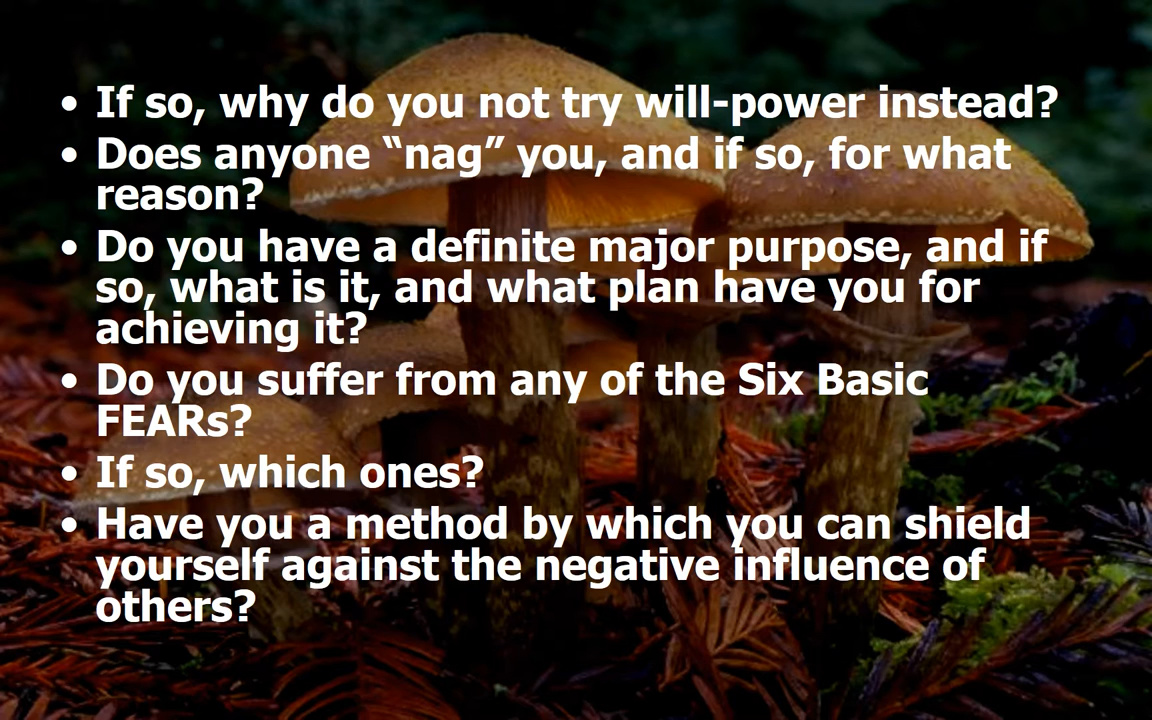 • If so, why do you not try will-power instead?
• Does anyone “nag” you, and if so, for what
reason?
• Do you have a definite major purpose, and if
so, what is it, and what plan have you for
achieving it?
• Do you suffer from any of the Six Basic
FEARs?
• If so, which ones?
• Have you a method by which you can shield
yourself against the negative influence of
others?